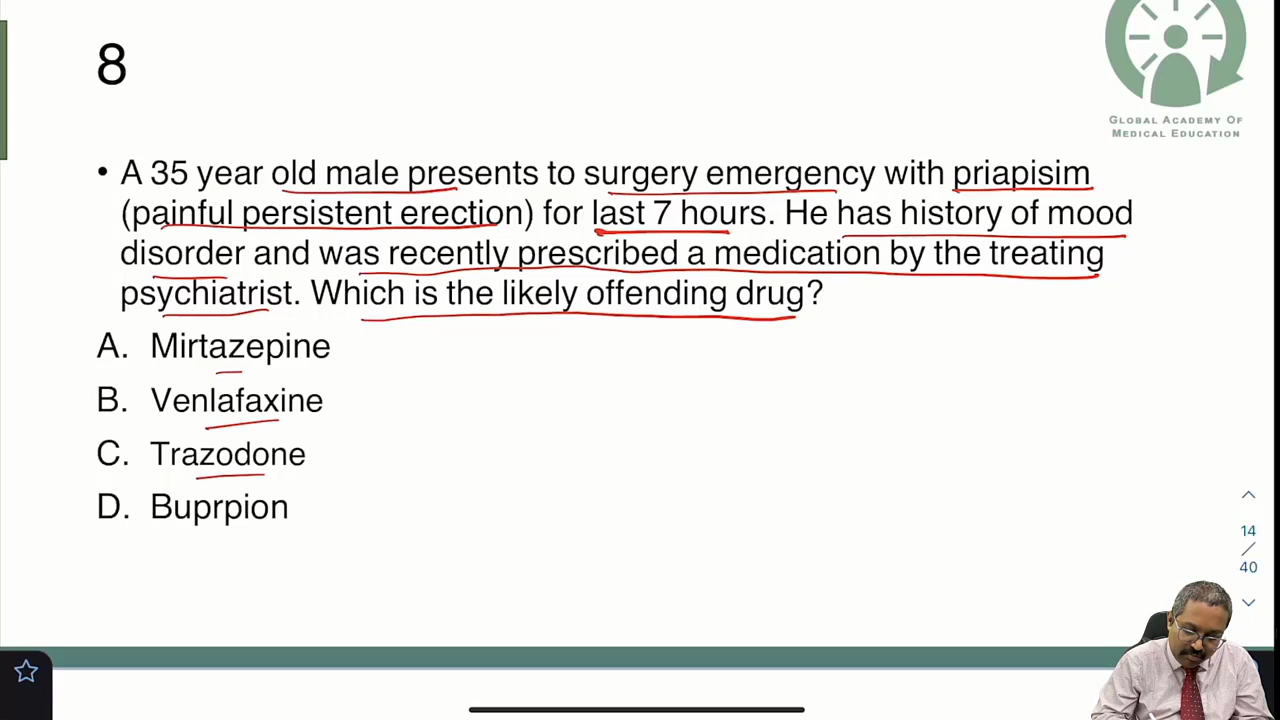 8
GLOBAL ACADEMY OF
MEDICAL EDUCATION
• A 35 year old male presents to surgery emergency with priapisim
(painful persistent erection) for last 7 hours. He has history of mood
disorder and was recently prescribed a medication by the treating
psychiatrist. Which is the likely offending drug?
A. Mirtazepine
B. Venlafaxine
C. Trazodone
D. Buprpion
14
/
40